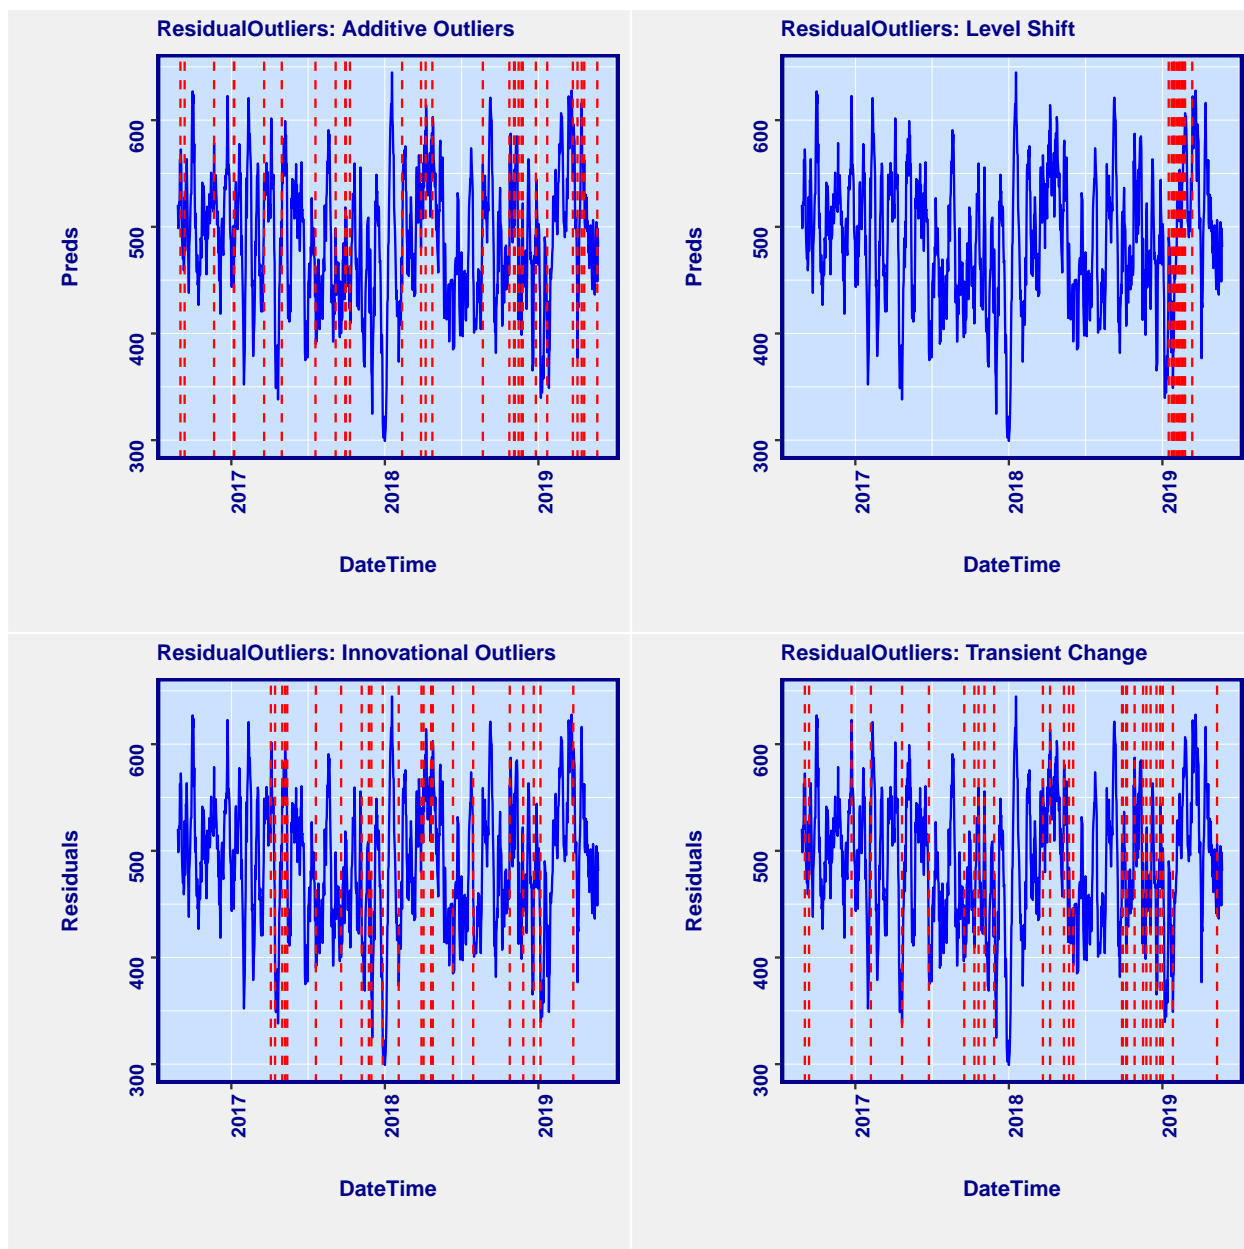 ResidualOutliers: Additive Outliers
Preds
600
500
400
300
2017
2018
2019
DateTime
ResidualOutliers: Level Shift
Preds
600
500
400
300
2017
2018
2019
DateTime
ResidualOutliers: Innovational Outliers
Residuals
600
500
400
300
2017
2018
2019
DateTime
ResidualOutliers: Transient Change
Residuals
600
500
400
300
2017
2018
2019
DateTime